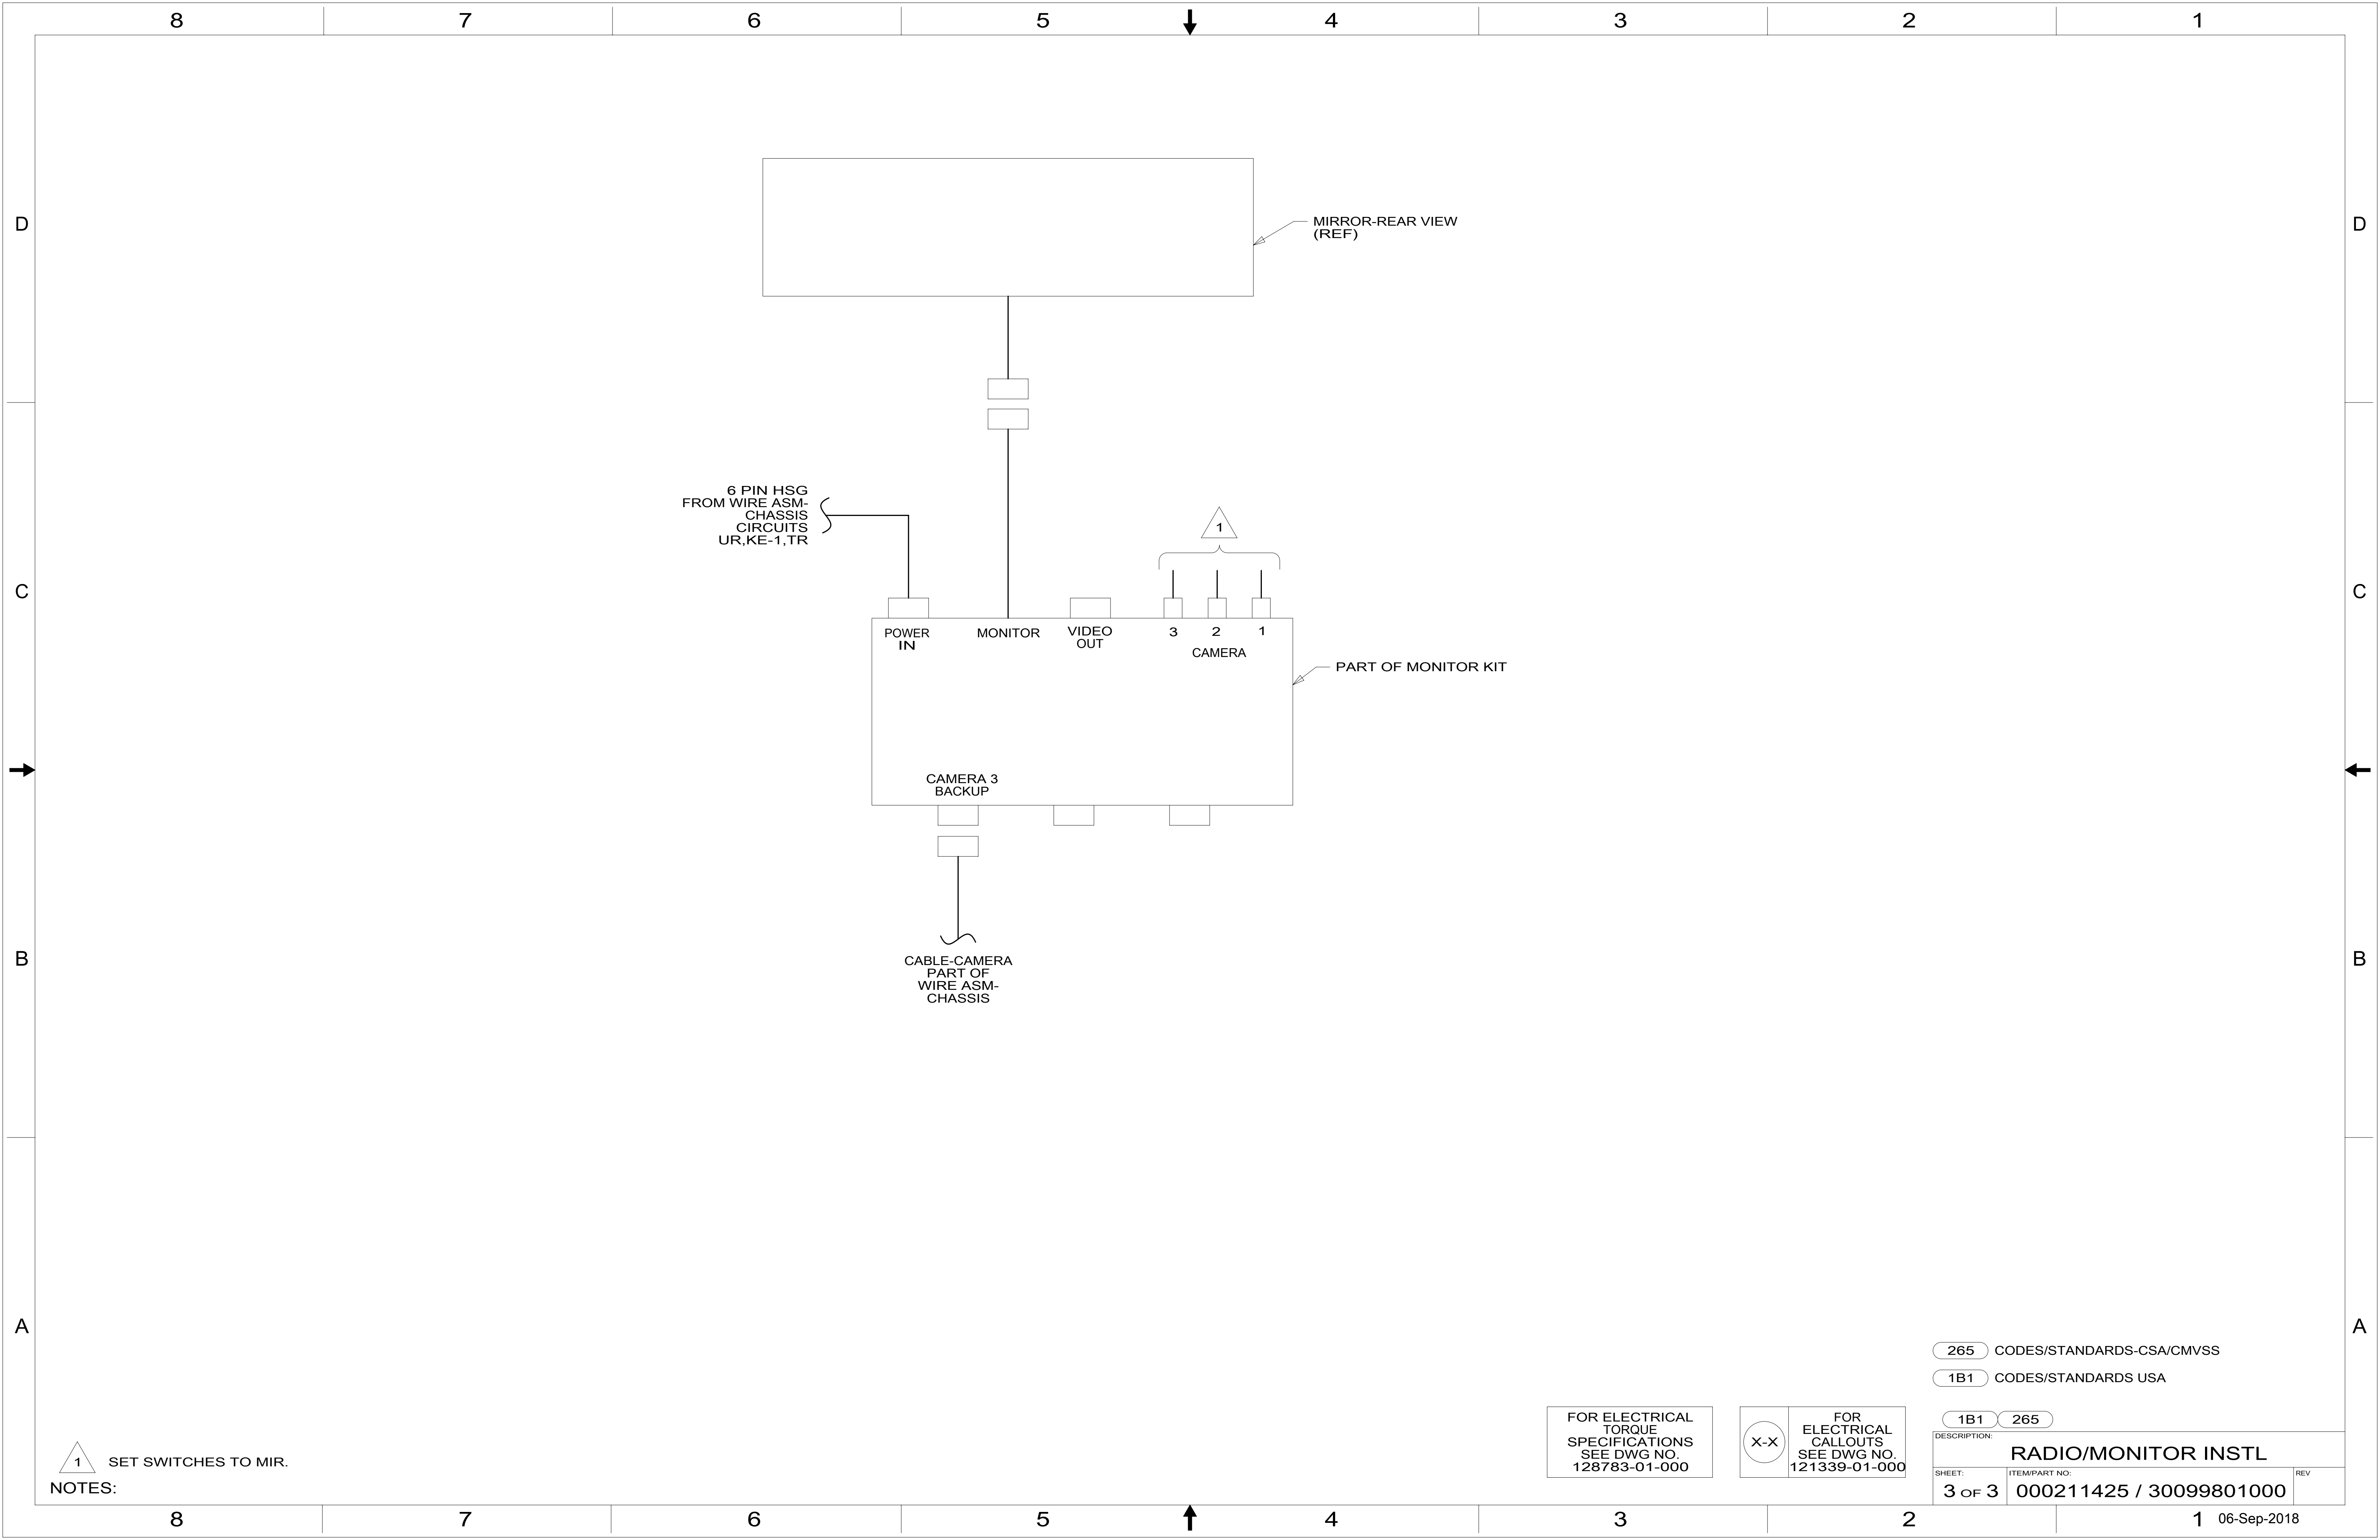 8 7 6 5 4 3 2 1
D D
MIRROR-REAR VIEW
(REF)
6 PIN HSG
FROM WIRE ASM-
CHASSIS
CIRCUITS
UR,KE-1,TR
1
C C
POWER
IN
MONITOR
VIDEO
OUT
3 2 1
CAMERA
PART OF MONITOR KIT
CAMERA 3
BACKUP
B B
CABLE-CAMERA
PART OF
WIRE ASM-
CHASSIS
A A
265 CODES/STANDARDS-CSA/CMVSS
1B1 CODES/STANDARDS USA
1 SET SWITCHES TO MIR.
NOTES:
FOR ELECTRICAL
TORQUE
SPECIFICATIONS
SEE DWG NO.
128783-01-000
X-X
FOR
ELECTRICAL
CALLOUTS
SEE DWG NO.
121339-01-000
1B1 265
DESCRIPTION:
RADIO/MONITOR INSTL
SHEET:
3 OF 3
ITEM/PART NO:
000211425 / 30099801000
REV
8 7 6 5 4 3 2 1
06-Sep-2018